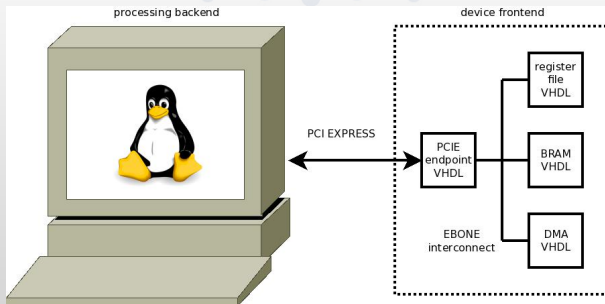 processing backend
device frontend
PCI EXPRESS
PCIE
endpoint
VHDL
register
file
VHDL
BRAM
VHDL
EBONE
interconnect
DMA
VHDL